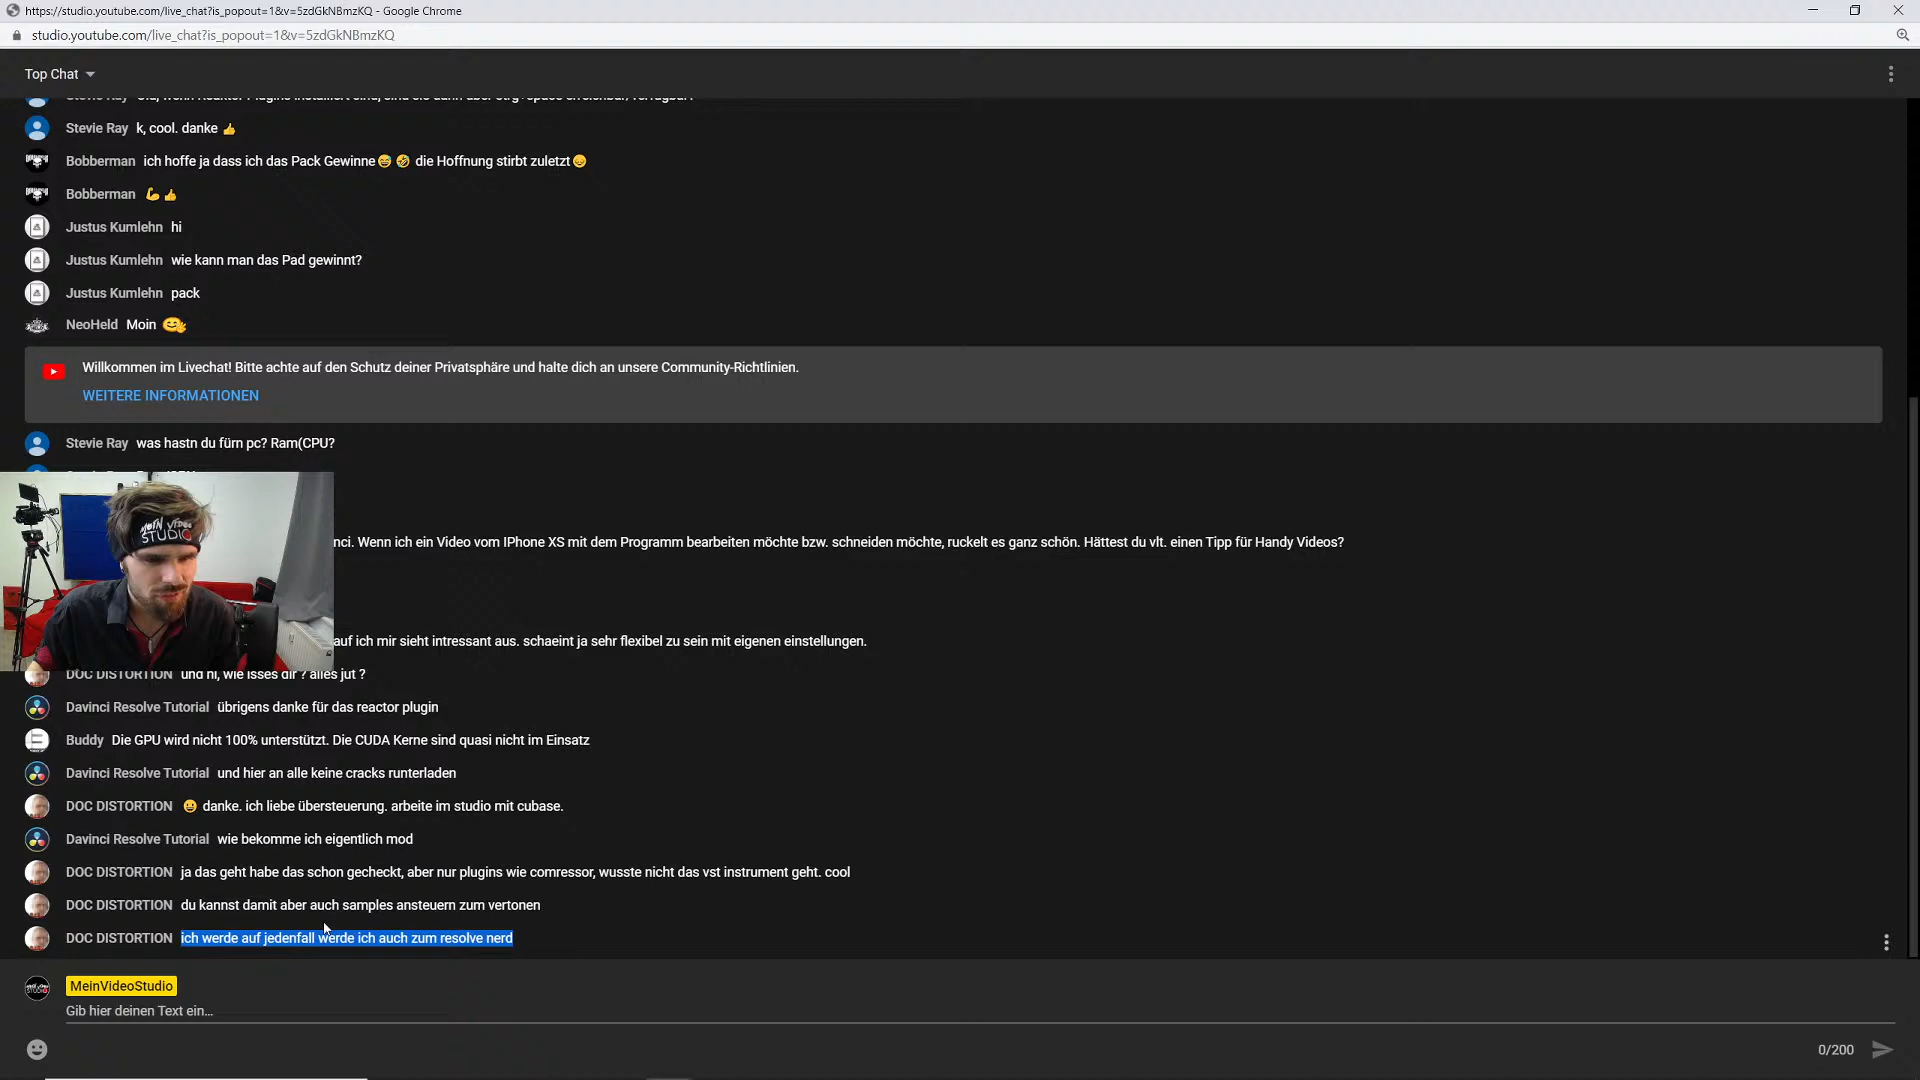 https://studio.youtube.com/live_chat?is_popout=1&v=5zdGkNBmzKQ - Google Chrome
studio.youtube.com/live_chat?is_popout=1&v=5zdGkNBmzKQ
Top Chat
Stevie Ray k, cool. danke 👍
Bobberman ich hoffe ja dass ich das Pack Gewinne😅 🤣 die Hoffnung stirbt zuletzt😞
Bobberman 💪 👍
Justus Kumlehn hi
Justus Kumlehn wie kann man das Pad gewinnt?
Justus Kumlehn pack
NeoHeld Moin
Willkommen im Livechat! Bitte achte auf den Schutz deiner Privatsphäre und halte dich an unsere Community-Richtlinien.
WEITERE INFORMATIONEN
Stevie Ray was hastn du fürn pc? Ram(CPU?
MEIN VIDEO
STUDIO
nci. Wenn ich ein Video vom IPhone XS mit dem Programm bearbeiten möchte bzw. schneiden möchte, ruckelt es ganz schön. Hättest du vlt. einen Tipp für Handy Videos?
auf ich mir sieht intressant aus. schaeint ja sehr flexibel zu sein mit eigenen einstellungen.
DOC DISTORTION und hi, wie isses dir ? alles jut ?
Davinci Resolve Tutorial übrigens danke für das reactor plugin
Buddy Die GPU wird nicht 100% unterstützt. Die CUDA Kerne sind quasi nicht im Einsatz
Davinci Resolve Tutorial und hier an alle keine cracks runterladen
DOC DISTORTION 😀 danke. ich liebe übersteuerung. arbeite im studio mit cubase.
Davinci Resolve Tutorial wie bekomme ich eigentlich mod
DOC DISTORTION ja das geht habe das schon gecheckt, aber nur plugins wie comressor, wusste nicht das vst instrument geht. cool
DOC DISTORTION du kannst damit aber auch samples ansteuern zum vertonen
DOC DISTORTION ich werde auf jedenfall werde ich auch zum resolve nerd
MeinVideoStudio
Gib hier deinen Text ein...
0/200